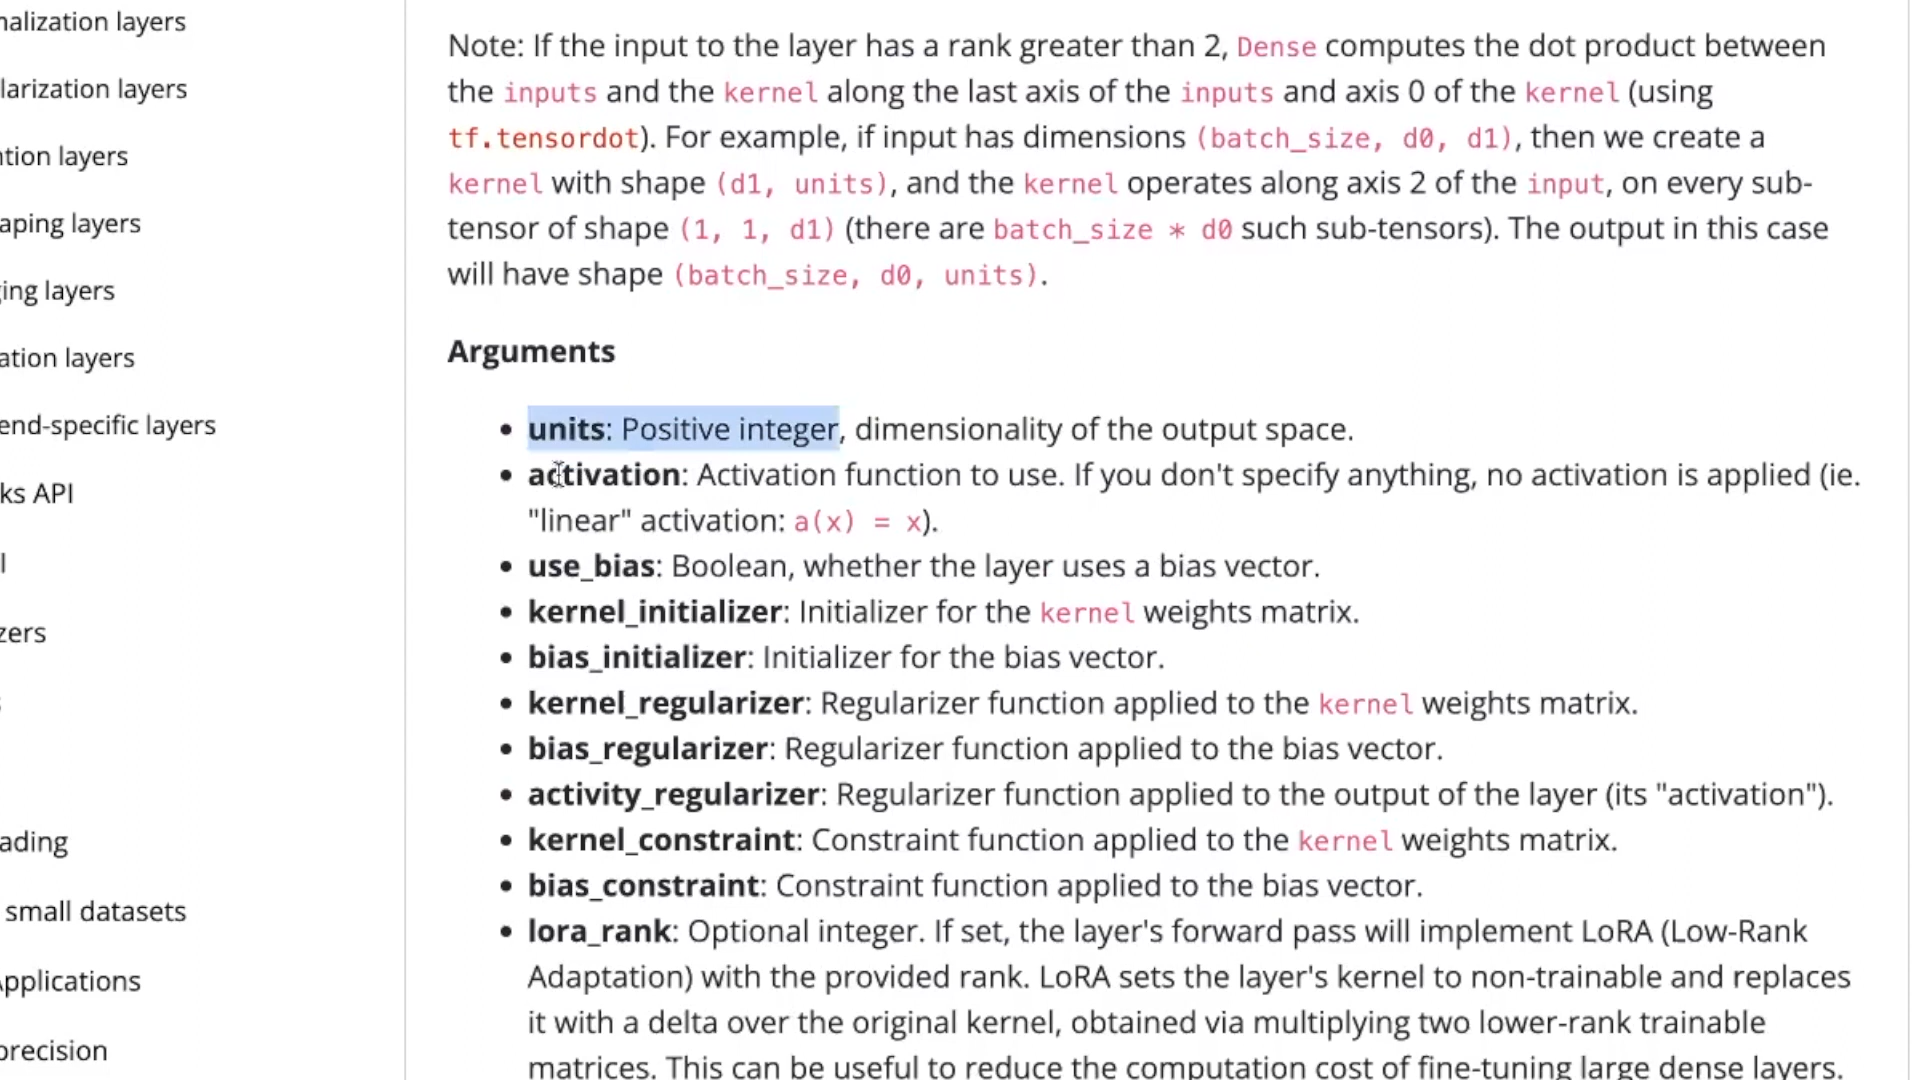 nalization layers
larization layers
ntion layers
aping layers
ging layers
ation layers
end-specific layers
ks API
l
zers
ading
small datasets
Applications
precision
Note: If the input to the layer has a rank greater than 2, Dense computes the dot product between
the inputs and the kernel along the last axis of the inputs and axis 0 of the kernel (using
tf.tensordot). For example, if input has dimensions (batch_size, d0, d1), then we create a
kernel with shape (d1, units), and the kernel operates along axis 2 of the input, on every sub-
tensor of shape (1, 1, d1) (there are batch_size * d0 such sub-tensors). The output in this case
will have shape (batch_size, d0, units).
Arguments
• units: Positive integer, dimensionality of the output space.
• activation: Activation function to use. If you don't specify anything, no activation is applied (ie.
"linear" activation: a(x) = x).
• use_bias: Boolean, whether the layer uses a bias vector.
• kernel_initializer: Initializer for the kernel weights matrix.
• bias_initializer: Initializer for the bias vector.
• kernel_regularizer: Regularizer function applied to the kernel weights matrix.
• bias_regularizer: Regularizer function applied to the bias vector.
• activity_regularizer: Regularizer function applied to the output of the layer (its "activation").
• kernel_constraint: Constraint function applied to the kernel weights matrix.
• bias_constraint: Constraint function applied to the bias vector.
• lora_rank: Optional integer. If set, the layer's forward pass will implement LoRA (Low-Rank
Adaptation) with the provided rank. LoRA sets the layer's kernel to non-trainable and replaces
it with a delta over the original kernel, obtained via multiplying two lower-rank trainable
matrices. This can be useful to reduce the computation cost of fine-tuning large dense layers.